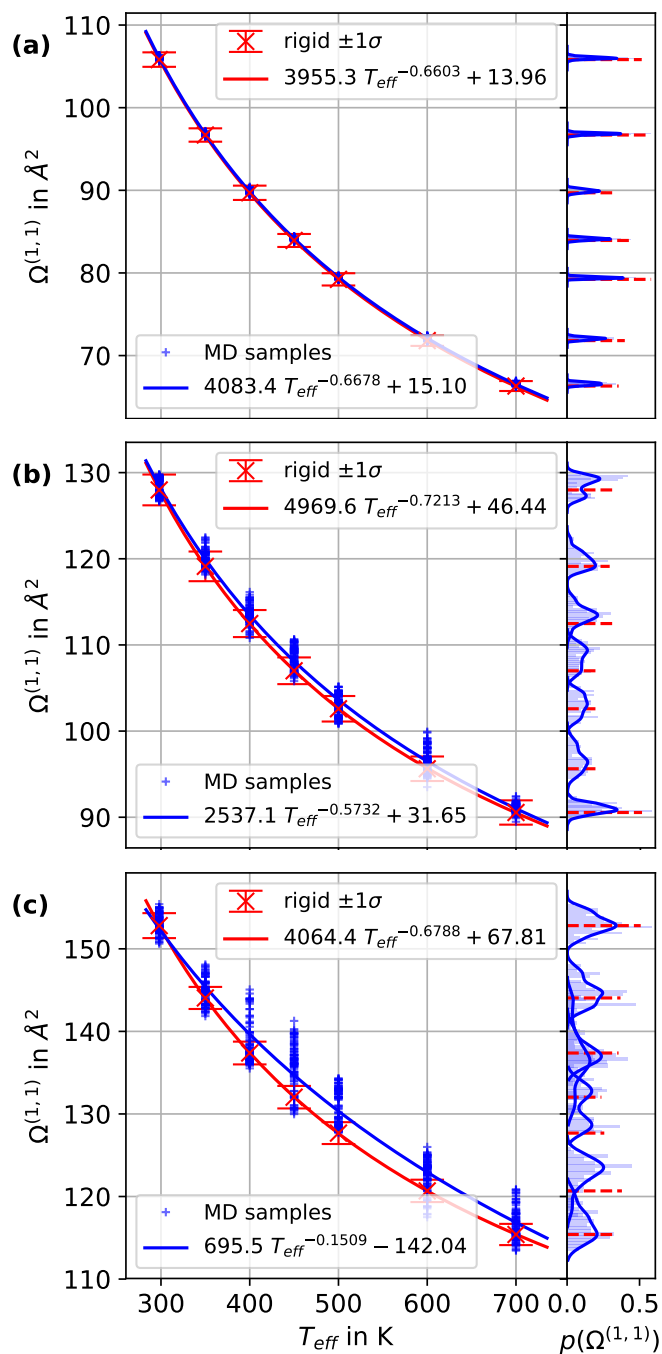 (a)
110
100
90
80
70
Ω^(1, 1) in Å^2
rigid ±1σ
3955.3 T_eff^−0.6603 + 13.96
MD samples
4083.4 T_eff^−0.6678 + 15.10
(b)
130
120
110
100
90
Ω^(1, 1) in Å^2
rigid ±1σ
4969.6 T_eff^−0.7213 + 46.44
MD samples
2537.1 T_eff^−0.5732 + 31.65
(c)
150
140
130
120
110
Ω^(1, 1) in Å^2
rigid ±1σ
4064.4 T_eff^−0.6788 + 67.81
MD samples
695.5 T_eff^−0.1509 − 142.04
300 400 500 600 700 0.0 0.5
T_eff in K
p(Ω^(1, 1))